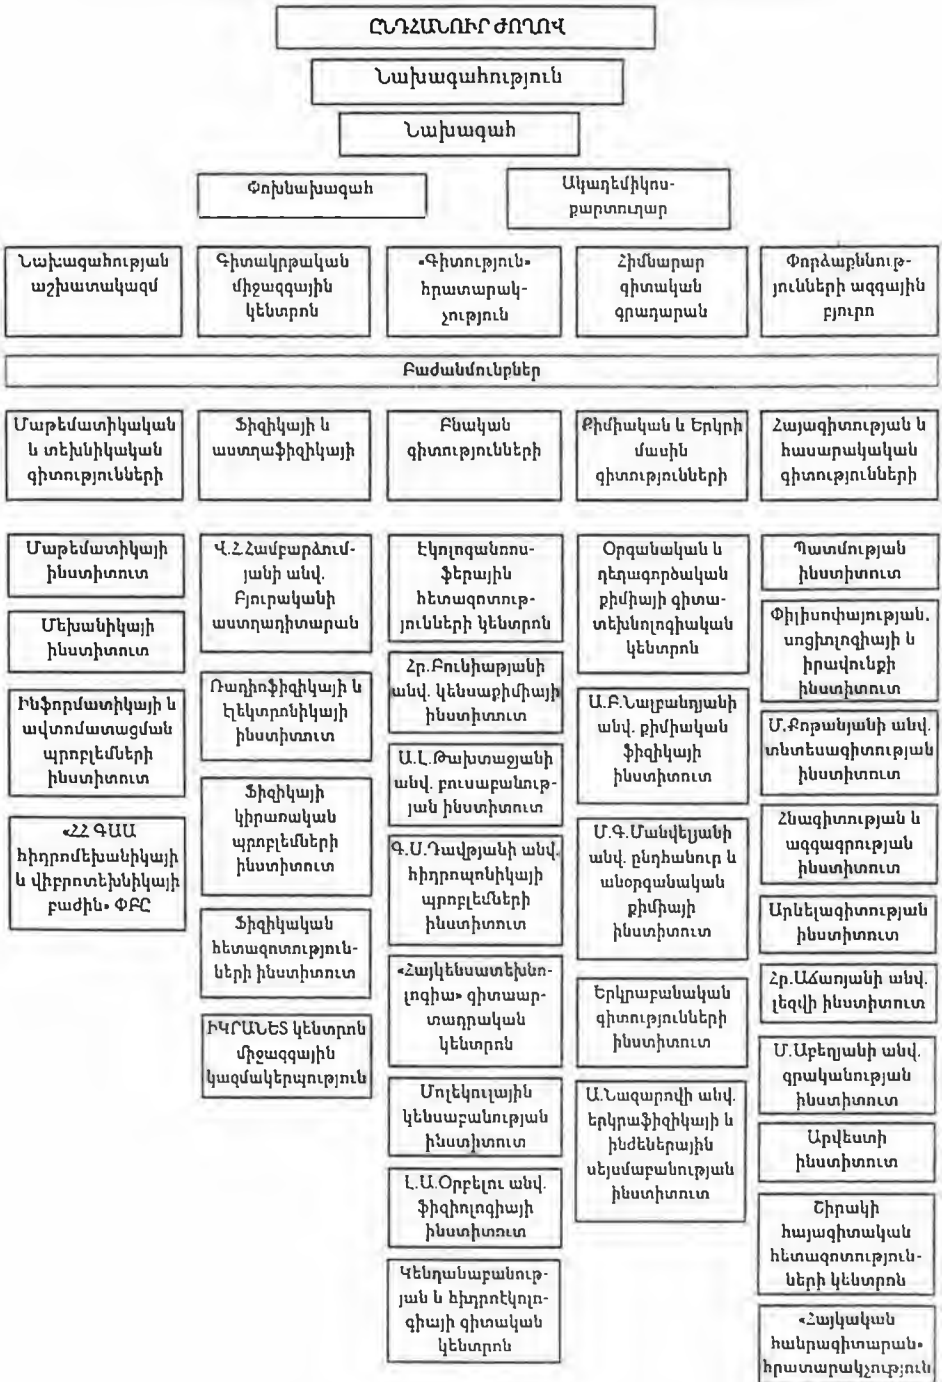 ԸՆԴՀԱՆՈՒՐ ԺՈՂՈՎ
Նախագահություն
Նախագահ
Փոխնախագահ
Ակադեմիկոս-
քարտուղար
Նախագահության
աշխատակազմ
Գիտակրթական
միջազգային
կենտրոն
«Գիտություն»
հրատարակ-
չություն
Հիմնարար
գիտական
գրադարան
Փորձաքննութ-
յունների ազգային
բյուրո
Բաժանմունքներ
Մաթեմատիկական
և տեխնիկական
գիտությունների
Ֆիզիկայի և
աստղաֆիզիկայի
Բնական
գիտությունների
Քիմիական և Երկրի
մասին
գիտությունների
Հայագիտության և
հասարակական
գիտությունների
Մաթեմատիկայի
ինստիտուտ
Մեխանիկայի
ինստիտուտ
Ինֆորմատիկայի և
ավտոմատացման
պրոբլեմների
ինստիտուտ
«ՀՀ ԳԱԱ
հիդրոմեխանիկայի
և վիբրոտեխնիկայի
բաժին» ՓԲԸ
Վ.Հ.Համբարձում-
յանի անվ.
Բյուրականի
աստղադիտարան
Ռադիոֆիզիկայի և
էլեկտրոնիկայի
ինստիտուտ
Ֆիզիկայի
կիրառական
պրոբլեմների
ինստիտուտ
Ֆիզիկական
հետազոտություն-
ների ինստիտուտ
ԻԿՐԱՆԵՏ կենտրոն
միջազգային
կազմակերպություն
Էկոլոգանոոս-
ֆերային
հետազոտութ-
յունների կենտրոն
Հր.Բունիաթյանի
անվ. կենսաքիմիայի
ինստիտուտ
Ա.Լ.Թախտաջյանի
անվ. բուսաբանութ-
յան ինստիտուտ
Գ.Ս.Դավթյանի անվ.
հիդրոպոնիկայի
պրոբլեմների
ինստիտուտ
«Հայկենսատեխնո-
լոգիա» գիտաար-
տադրական
կենտրոն
Մոլեկուլային
կենսաբանության
ինստիտուտ
Լ.Ա.Օրբելու անվ.
ֆիզիոլոգիայի
ինստիտուտ
Կենդանաբանութ-
յան և հիդրոէկոլո-
գիայի գիտական
կենտրոն
Օրգանական և
դեղագործական
քիմիայի գիտա-
տեխնոլոգիական
կենտրոն
Ա.Բ.Նալբանդյանի
անվ. քիմիական
ֆիզիկայի
ինստիտուտ
Մ.Գ.Մանվելյանի
անվ. ընդհանուր և
անօրգանական
քիմիայի
ինստիտուտ
Երկրաբանական
գիտությունների
ինստիտուտ
Ա.Նազարովի անվ.
երկրաֆիզիկայի և
ինժեներային
սեյսմաբանության
ինստիտուտ
Պատմության
ինստիտուտ
Փիլիսոփայության,
սոցիոլոգիայի և
իրավունքի
ինստիտուտ
Մ.Քոթանյանի անվ.
տնտեսագիտության
ինստիտուտ
Հնագիտության և
ազգագրության
ինստիտուտ
Արևելագիտության
ինստիտուտ
Հր.Աճառյանի անվ.
լեզվի ինստիտուտ
Մ.Աբեղյանի անվ.
գրականության
ինստիտուտ
Արվեստի
ինստիտուտ
Շիրակի
հայագիտական
հետազոտություն-
ների կենտրոն
«Հայկական
հանրագիտարան»
հրատարակչություն